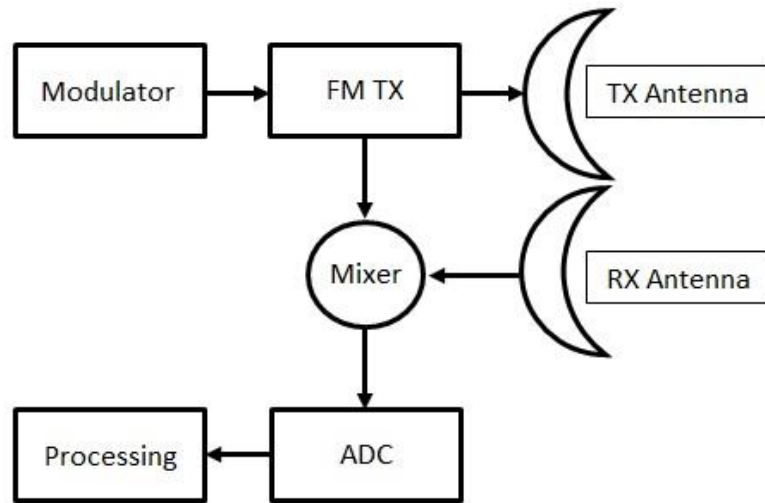 Modulator
FM TX
TX Antenna
Mixer
RX Antenna
Processing
ADC